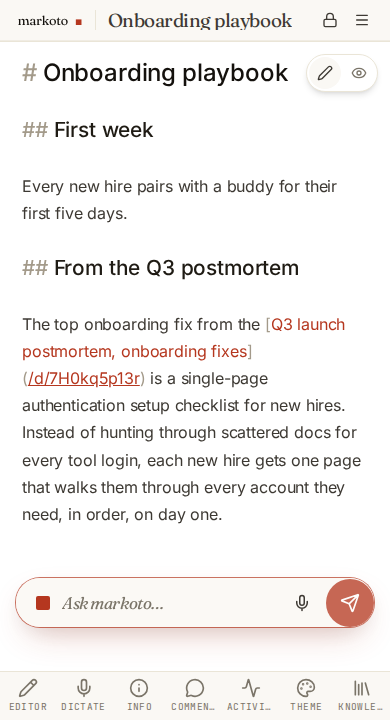 markoto
Onboarding playbook
# Onboarding playbook
## First week
Every new hire pairs with a buddy for their
first five days.
## From the Q3 postmortem
The top onboarding fix from the [Q3 launch
postmortem, onboarding fixes]
(/d/7H0kq5p13r) is a single-page
authentication setup checklist for new hires.
Instead of hunting through scattered docs for
every tool login, each new hire gets one page
that walks them through every account they
need, in order, on day one.
Ask markoto...
EDITOR DICTATE INFO COMMEN… ACTIVI… THEME KNOWLE…